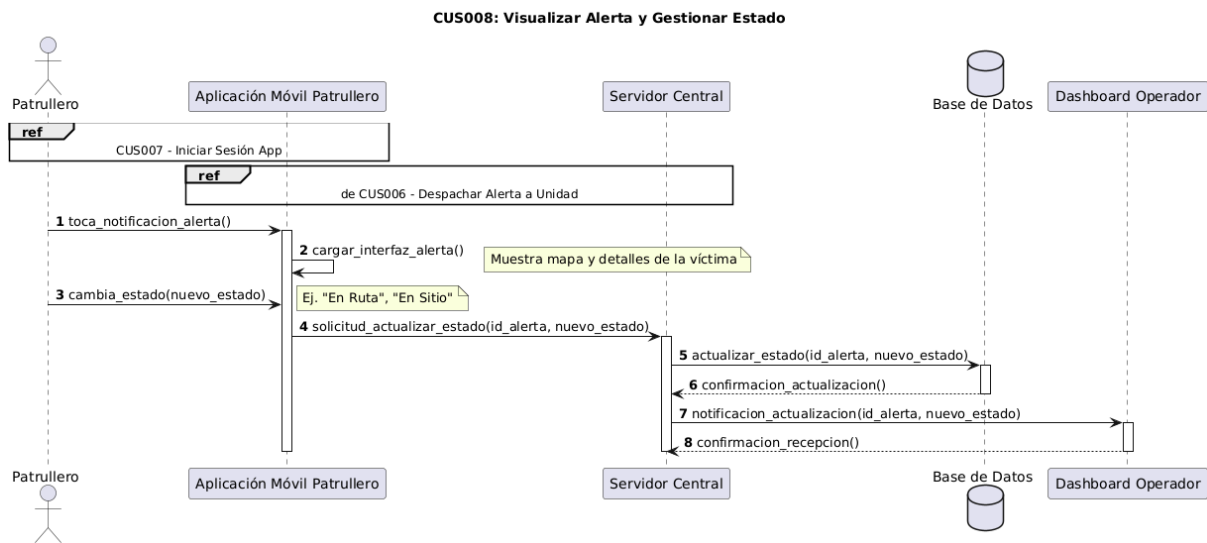 CUS008: Visualizar Alerta y Gestionar Estado
Patrullero
Aplicación Móvil Patrullero
Servidor Central
Base de Datos
Dashboard Operador
ref
CUS007 - Iniciar Sesión App
ref
de CUS006 - Despachar Alerta a Unidad
1 toca_notificacion_alerta()
2 cargar_interfaz_alerta()
Muestra mapa y detalles de la víctima
3 cambia_estado(nuevo_estado)
Ej. "En Ruta", "En Sitio"
4 solicitud_actualizar_estado(id_alerta, nuevo_estado)
5 actualizar_estado(id_alerta, nuevo_estado)
6 confirmacion_actualizacion()
7 notificacion_actualizacion(id_alerta, nuevo_estado)
8 confirmacion_recepcion()
Patrullero
Aplicación Móvil Patrullero
Servidor Central
Base de Datos
Dashboard Operador